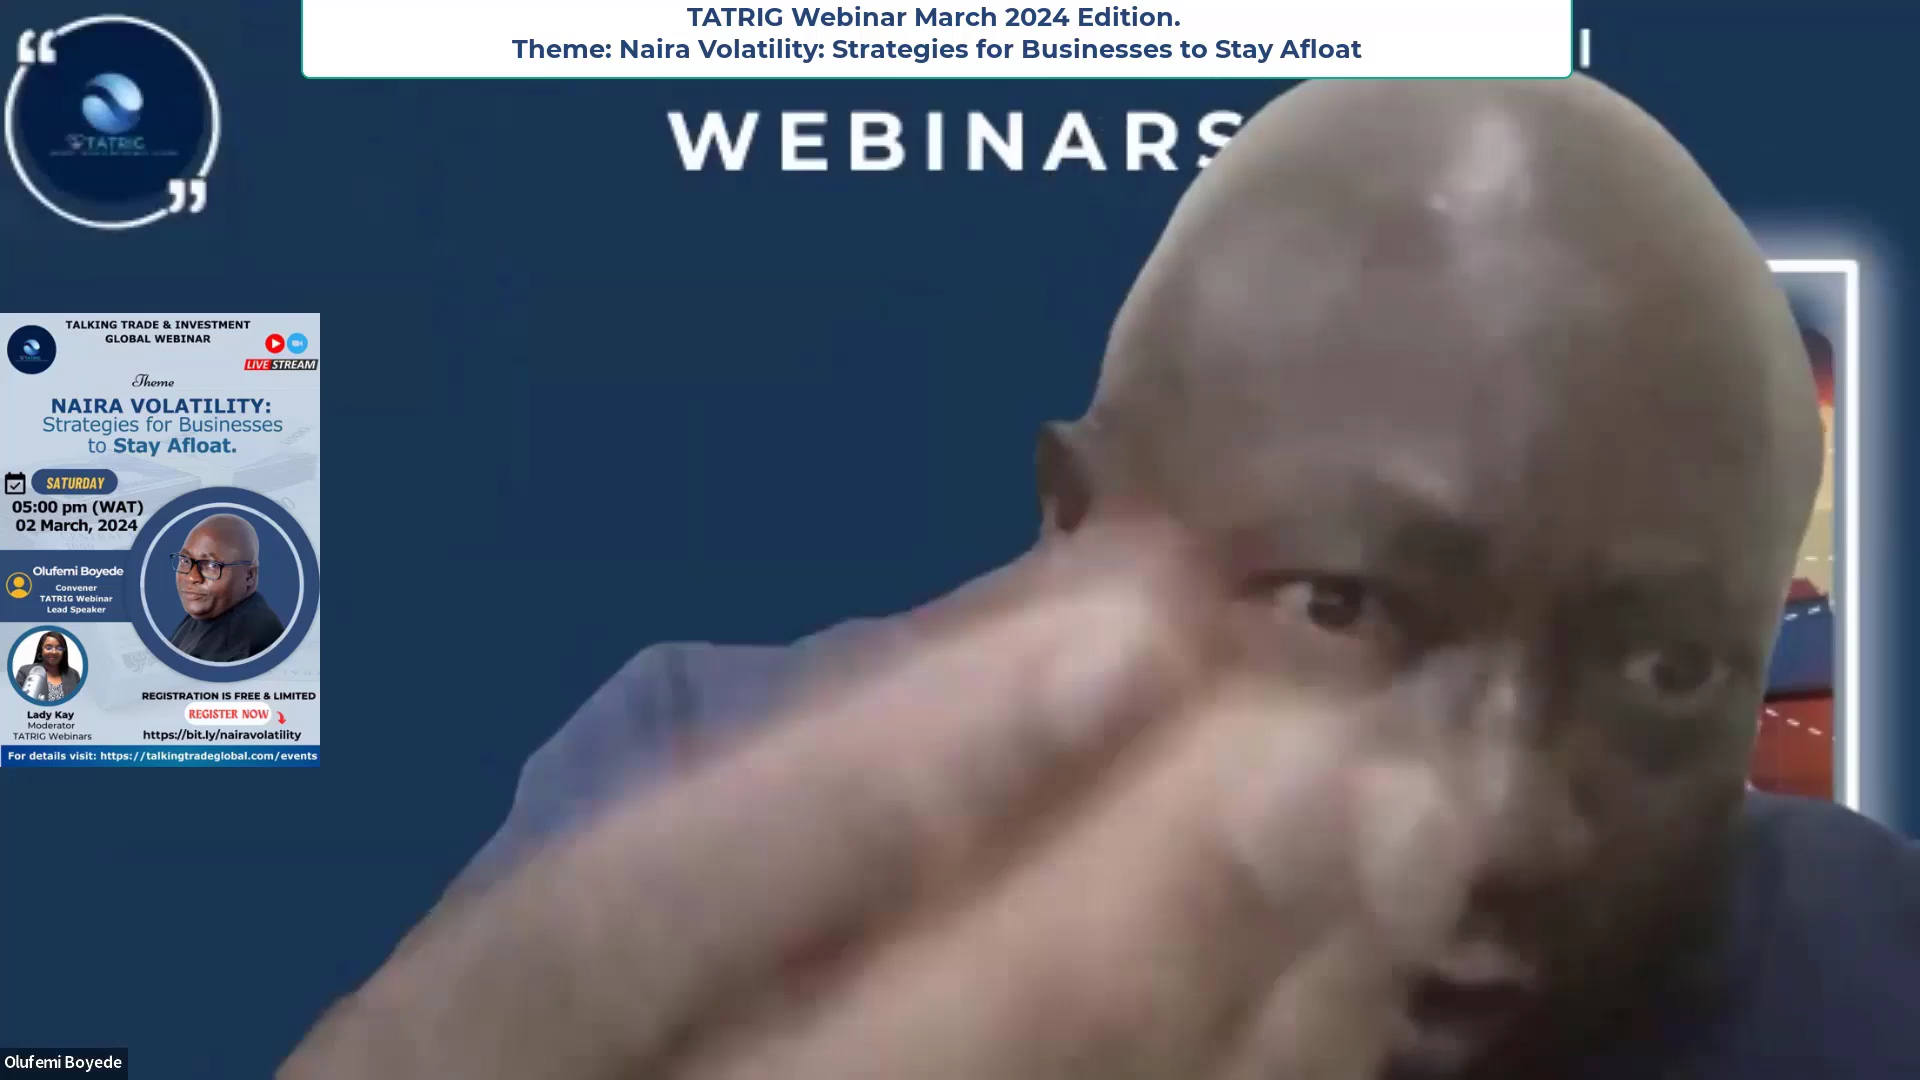 TATRIG Webinar March 2024 Edition.
Theme: Naira Volatility: Strategies for Businesses to Stay Afloat
WEBINARS
TATRIG
TALKING TRADE & INVESTMENT
GLOBAL WEBINAR
LIVE STREAM
Theme
NAIRA VOLATILITY:
Strategies for Businesses
to Stay Afloat.
SATURDAY
05:00 pm (WAT)
02 March, 2024
Olufemi Boyede
Convener
TATRIG Webinar
Lead Speaker
Lady Kay
Moderator
TATRIG Webinars
REGISTRATION IS FREE & LIMITED
REGISTER NOW
https://bit.ly/nairavolatility
For details visit: https://talkingtradeglobal.com/events
Olufemi Boyede